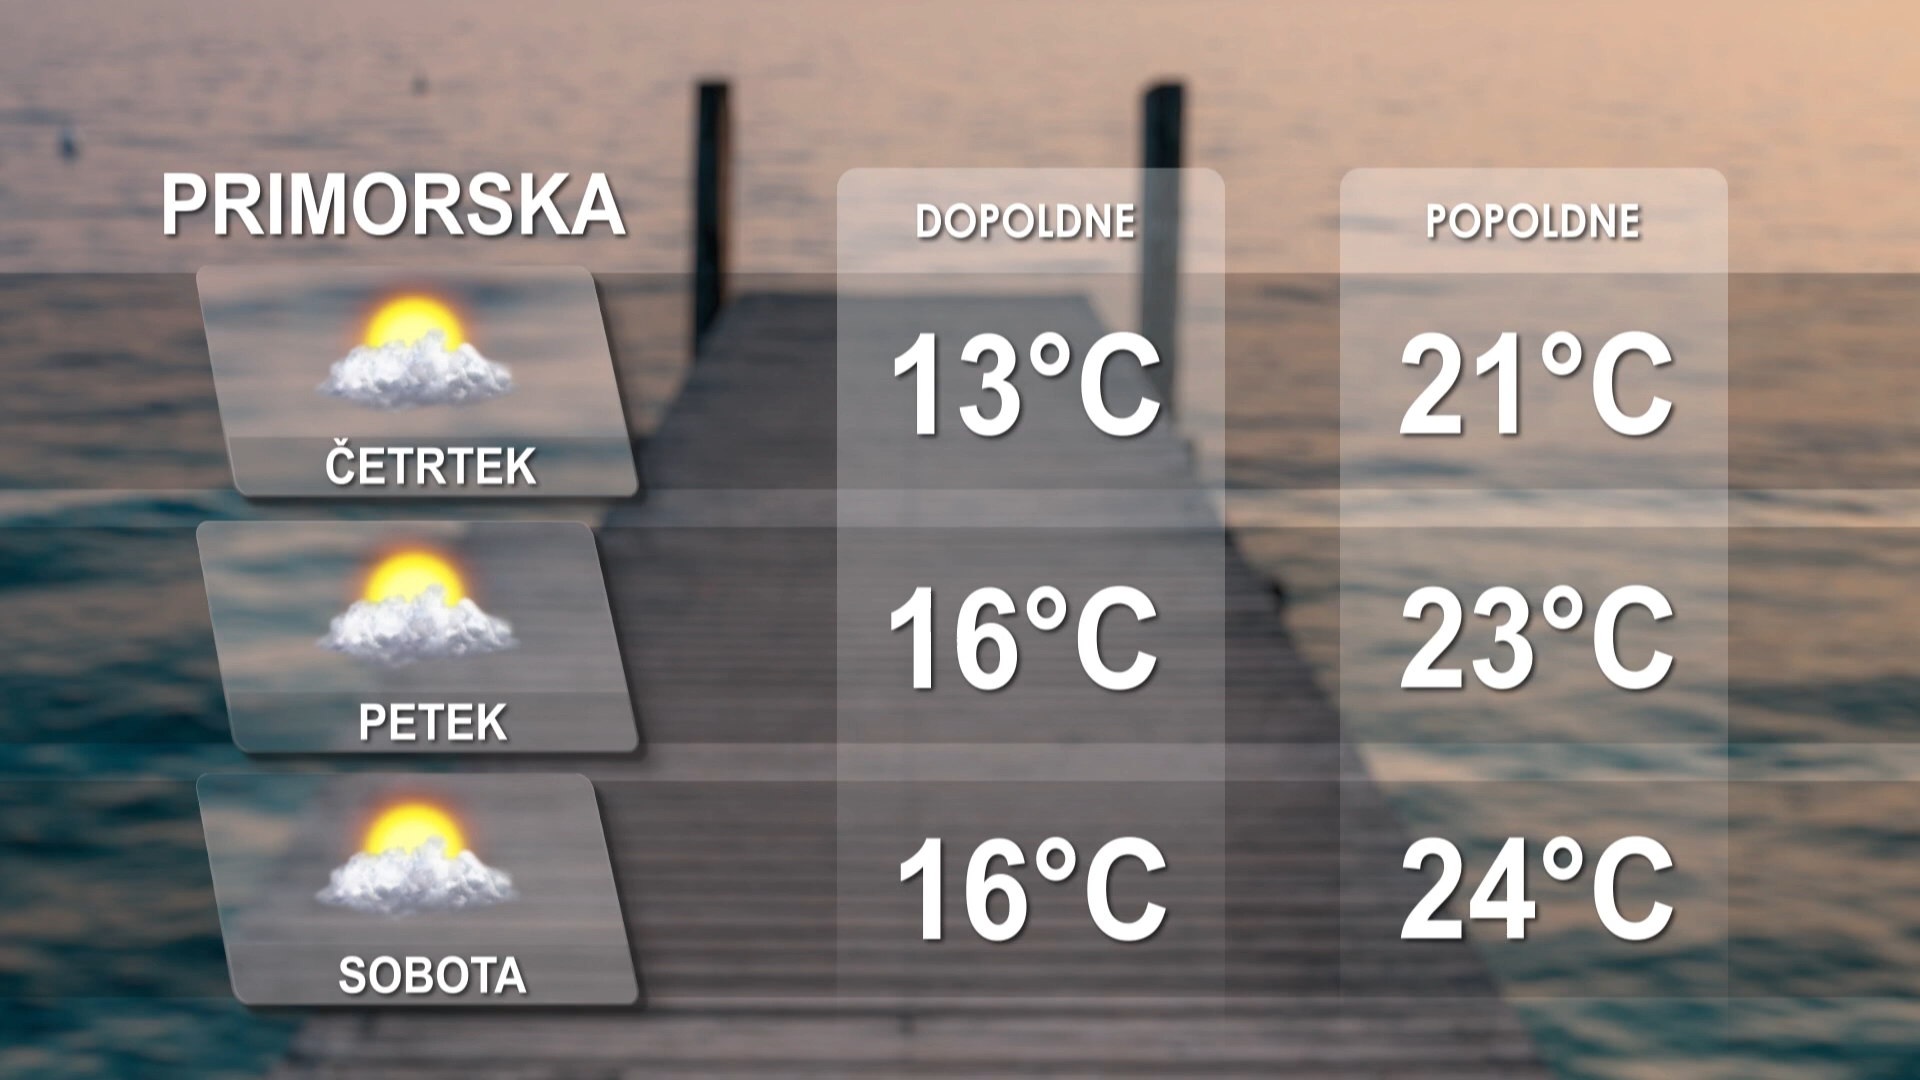 PRIMORSKA
DOPOLDNE
POPOLDNE
13°C
21°C
ČETRTEK
16°C
23°C
PETEK
16°C
24°C
SOBOTA